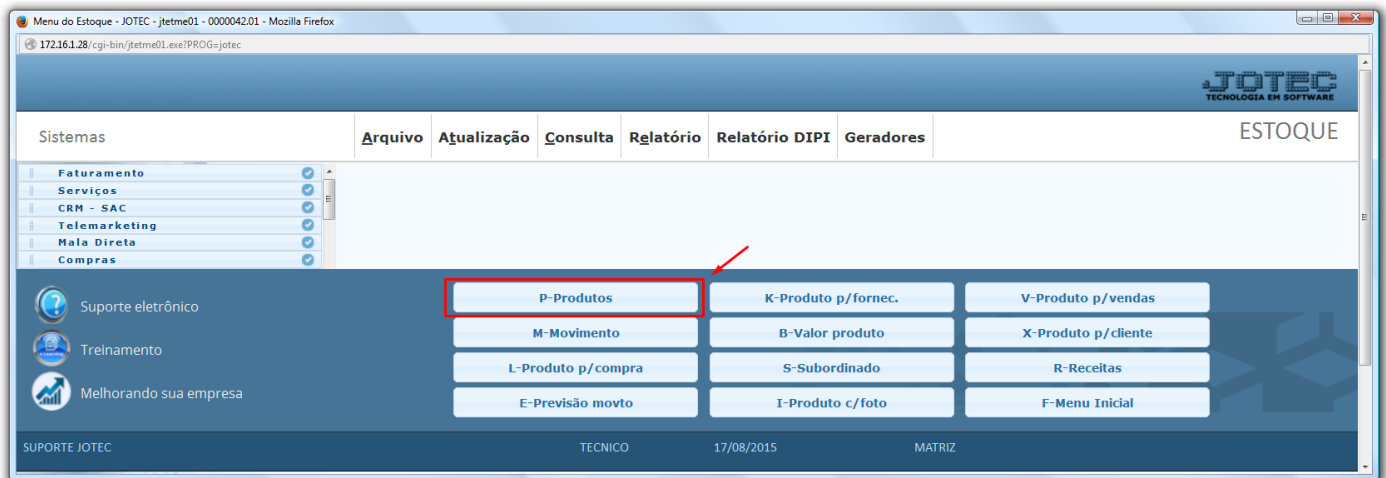 Menu do Estoque - JOTEC - jtetme01 - 0000042.01 - Mozilla Firefox
172.16.1.28/cgi-bin/jtetme01.exe?PROG=jotec
JOTEC
TECNOLOGIA EM SOFTWARE
Sistemas
Arquivo Atualização Consulta Relatório Relatório DIPI Geradores
ESTOQUE
Faturamento
Serviços
CRM - SAC
Telemarketing
Mala Direta
Compras
Suporte eletrônico
Treinamento
Melhorando sua empresa
P-Produtos K-Produto p/fornec. V-Produto p/vendas
M-Movimento B-Valor produto X-Produto p/cliente
L-Produto p/compra S-Subordinado R-Receitas
E-Previsão movto I-Produto c/foto F-Menu Inicial
SUPORTE JOTEC TECNICO 17/08/2015 MATRIZ